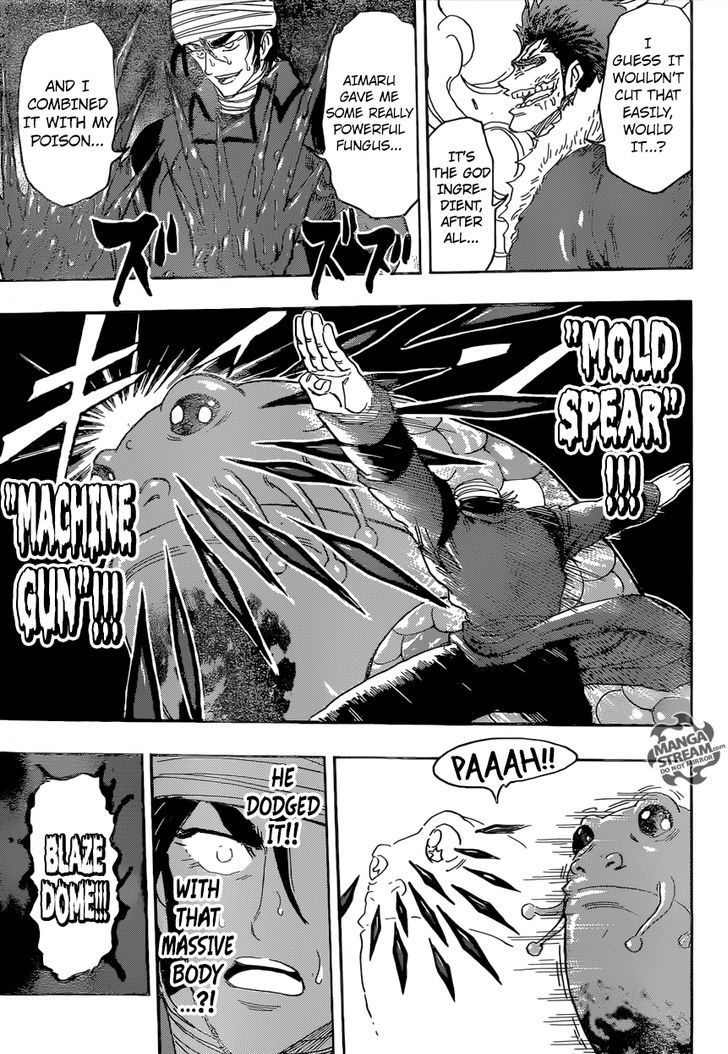 I
GUESS IT
WOULDN'T
CUT THAT
EASILY,
WOULD
IT...?
IT'S
THE GOD
INGRE-
DIENT,
AFTER
ALL...
AIMARU
GAVE ME
SOME REALLY
POWERFUL
FUNGUS...
AND I
COMBINED
IT WITH MY
POISON...
ズズ
ズ
"MOLD
SPEAR"
!!!
"MACHINE
GUN"!!!
PAAAH!!
HE
DODGED
IT!!
WITH
THAT
MASSIVE
BODY
...?!
BLAZE
DOME!!!
MANGA
STREAM.com
DO NOT MIRROR